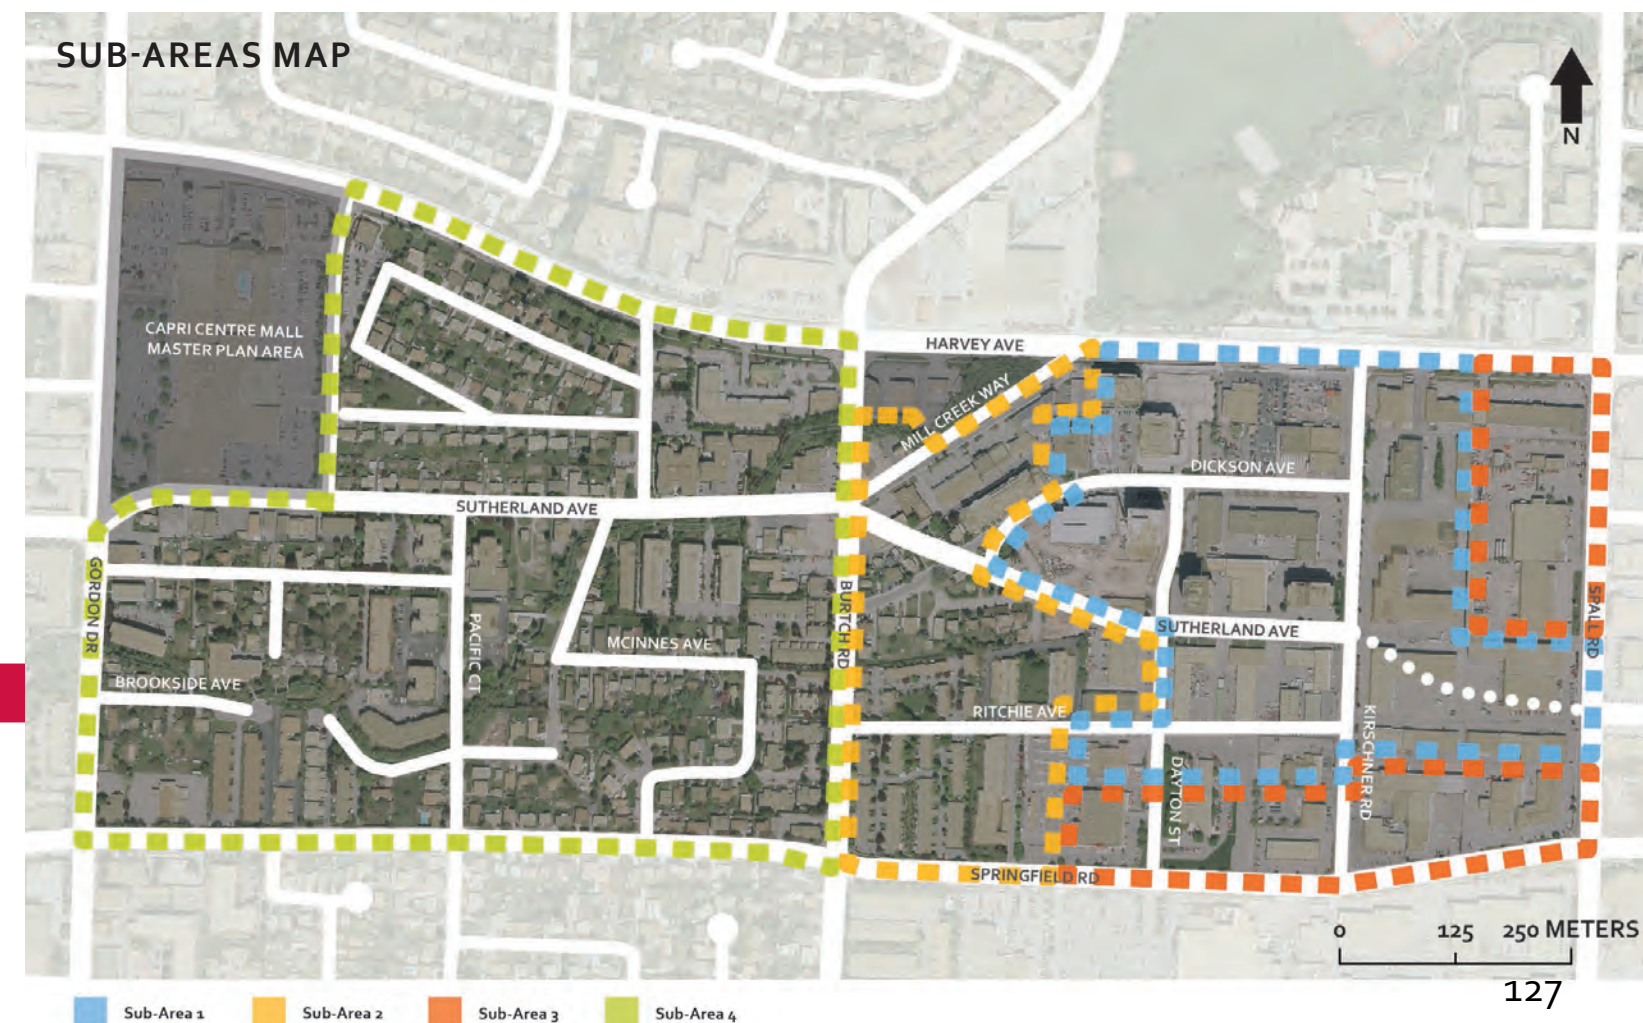 SUB-AREAS MAP
N
CAPRI CENTRE MALL
MASTER PLAN AREA
HARVEY AVE
MILL CREEK WAY
DICKSON AVE
SUTHERLAND AVE
GORDON DR
PACIFIC CT
BURTCH RD
SPALL RD
MCINNES AVE
SUTHERLAND AVE
BROOKSIDE AVE
RITCHIE AVE
KIRSCHNER RD
DAYTON ST
SPRINGFIELD RD
0 125 250 METERS
127
Sub-Area 1 Sub-Area 2 Sub-Area 3 Sub-Area 4